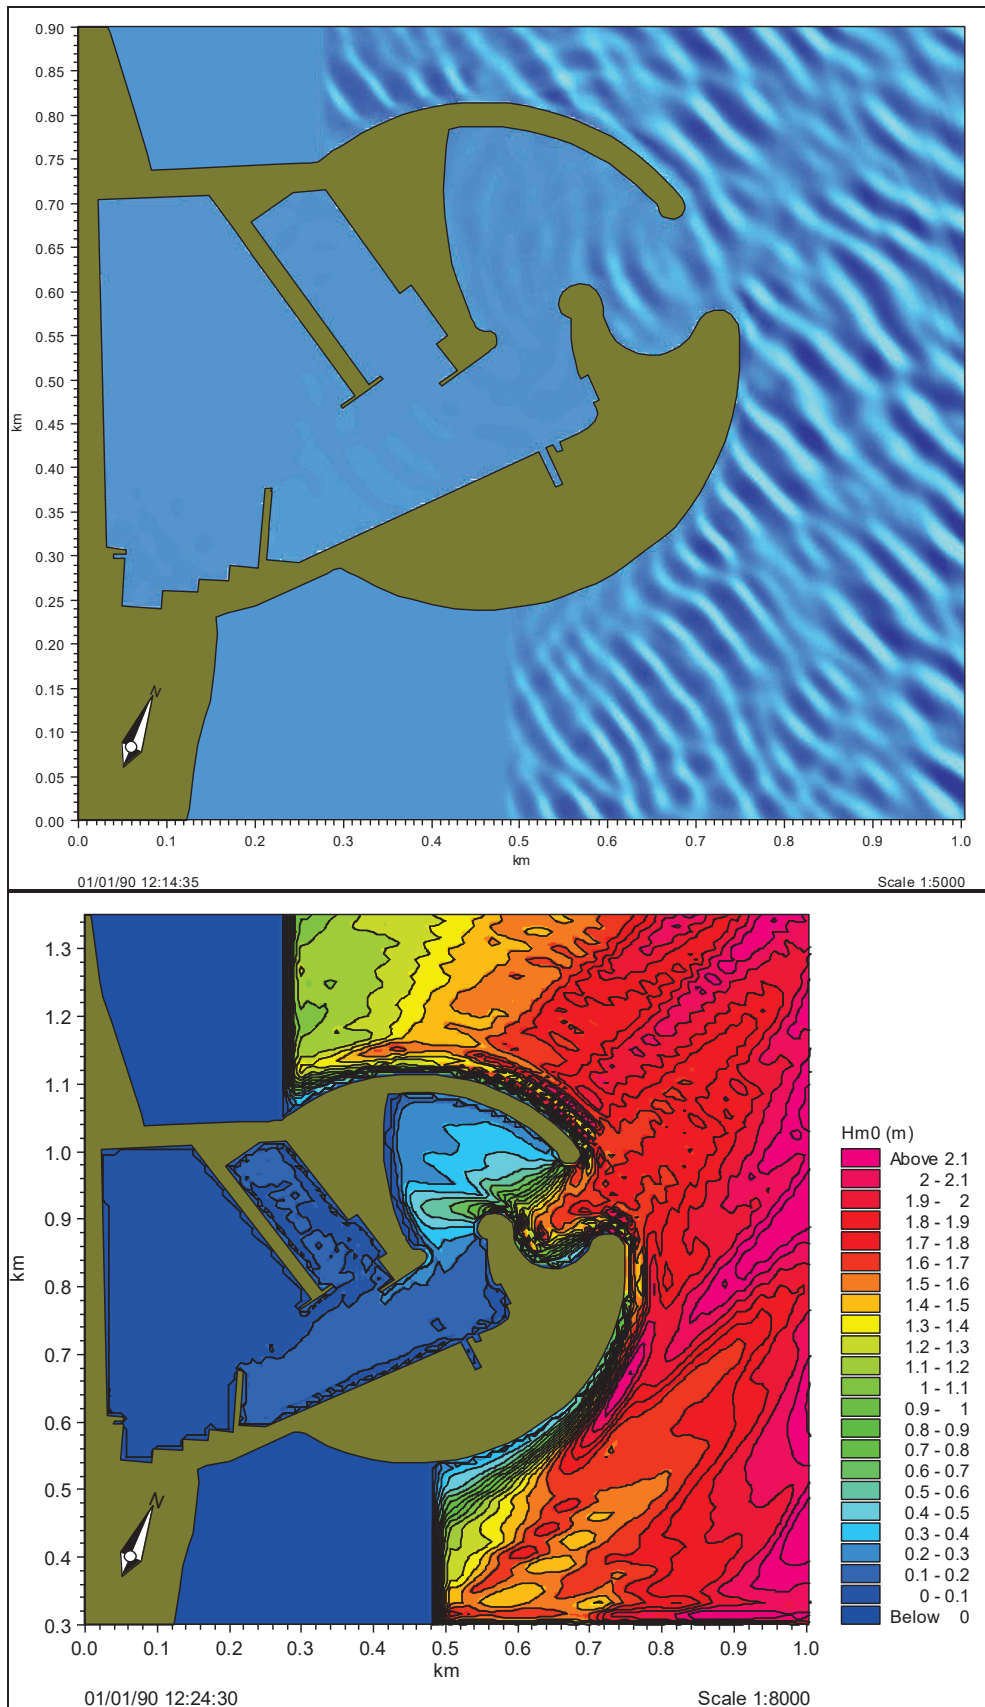 0.90
0.85
0.80
0.75
0.70
0.65
0.60
0.55
0.50
0.45
0.40
0.35
0.30
0.25
0.20
0.15
0.10
0.05
0.00
km
N
0.0 0.1 0.2 0.3 0.4 0.5 0.6 0.7 0.8 0.9 1.0
km
01/01/90 12:14:35 Scale 1:5000
1.3
1.2
1.1
1.0
0.9
0.8
0.7
0.6
0.5
0.4
0.3
km
N
0.0 0.1 0.2 0.3 0.4 0.5 0.6 0.7 0.8 0.9 1.0
km
01/01/90 12:24:30 Scale 1:8000
Hm0 (m)
Above 2.1
2 - 2.1
1.9 - 2
1.8 - 1.9
1.7 - 1.8
1.6 - 1.7
1.5 - 1.6
1.4 - 1.5
1.3 - 1.4
1.2 - 1.3
1.1 - 1.2
1 - 1.1
0.9 - 1
0.8 - 0.9
0.7 - 0.8
0.6 - 0.7
0.5 - 0.6
0.4 - 0.5
0.3 - 0.4
0.2 - 0.3
0.1 - 0.2
0 - 0.1
Below 0